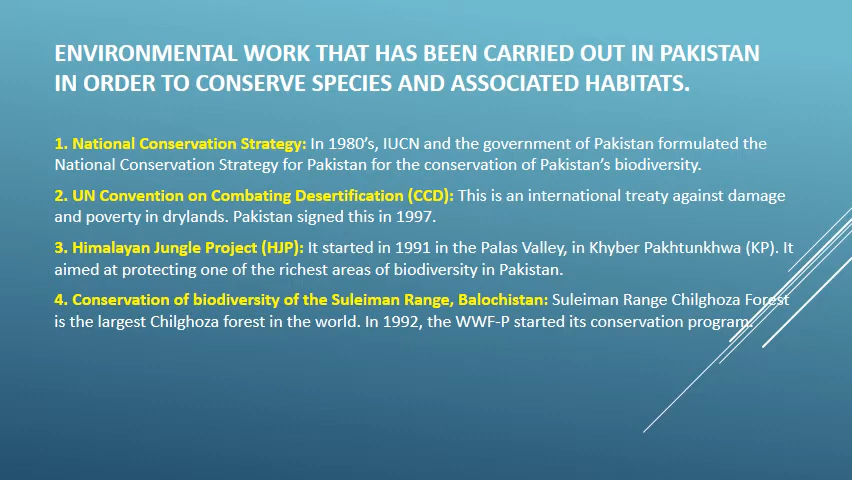 ENVIRONMENTAL WORK THAT HAS BEEN CARRIED OUT IN PAKISTAN
IN ORDER TO CONSERVE SPECIES AND ASSOCIATED HABITATS.
1. National Conservation Strategy: In 1980’s, IUCN and the government of Pakistan formulated the
National Conservation Strategy for Pakistan for the conservation of Pakistan’s biodiversity.
2. UN Convention on Combating Desertification (CCD): This is an international treaty against damage
and poverty in drylands. Pakistan signed this in 1997.
3. Himalayan Jungle Project (HJP): It started in 1991 in the Palas Valley, in Khyber Pakhtunkhwa (KP). It
aimed at protecting one of the richest areas of biodiversity in Pakistan.
4. Conservation of biodiversity of the Suleiman Range, Balochistan: Suleiman Range Chilghoza Forest
is the largest Chilghoza forest in the world. In 1992, the WWF-P started its conservation program.